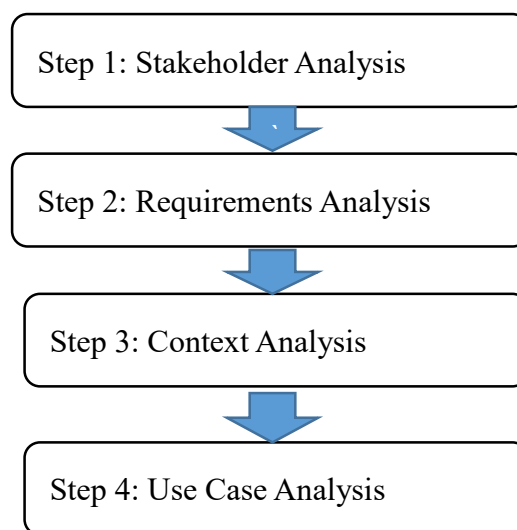 Step 1: Stakeholder Analysis
`
Step 2: Requirements Analysis
Step 3: Context Analysis
Step 4: Use Case Analysis